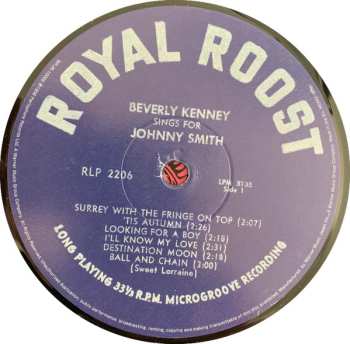 ROYAL ROOST
BEVERLY KENNEY
SINGS FOR
JOHNNY SMITH
RLP 2206
LPM 8135
Side 1
SURREY WITH THE FRINGE ON TOP (2:07)
'TIS AUTUMN (2:26)
LOOKING FOR A BOY (2:18)
I'LL KNOW MY LOVE (2:31)
DESTINATION MOON (2:18)
BALL AND CHAIN (3:00)
(Sweet Lorraine)
LONG PLAYING 33⅓ R.P.M. MICROGROOVE RECORDING